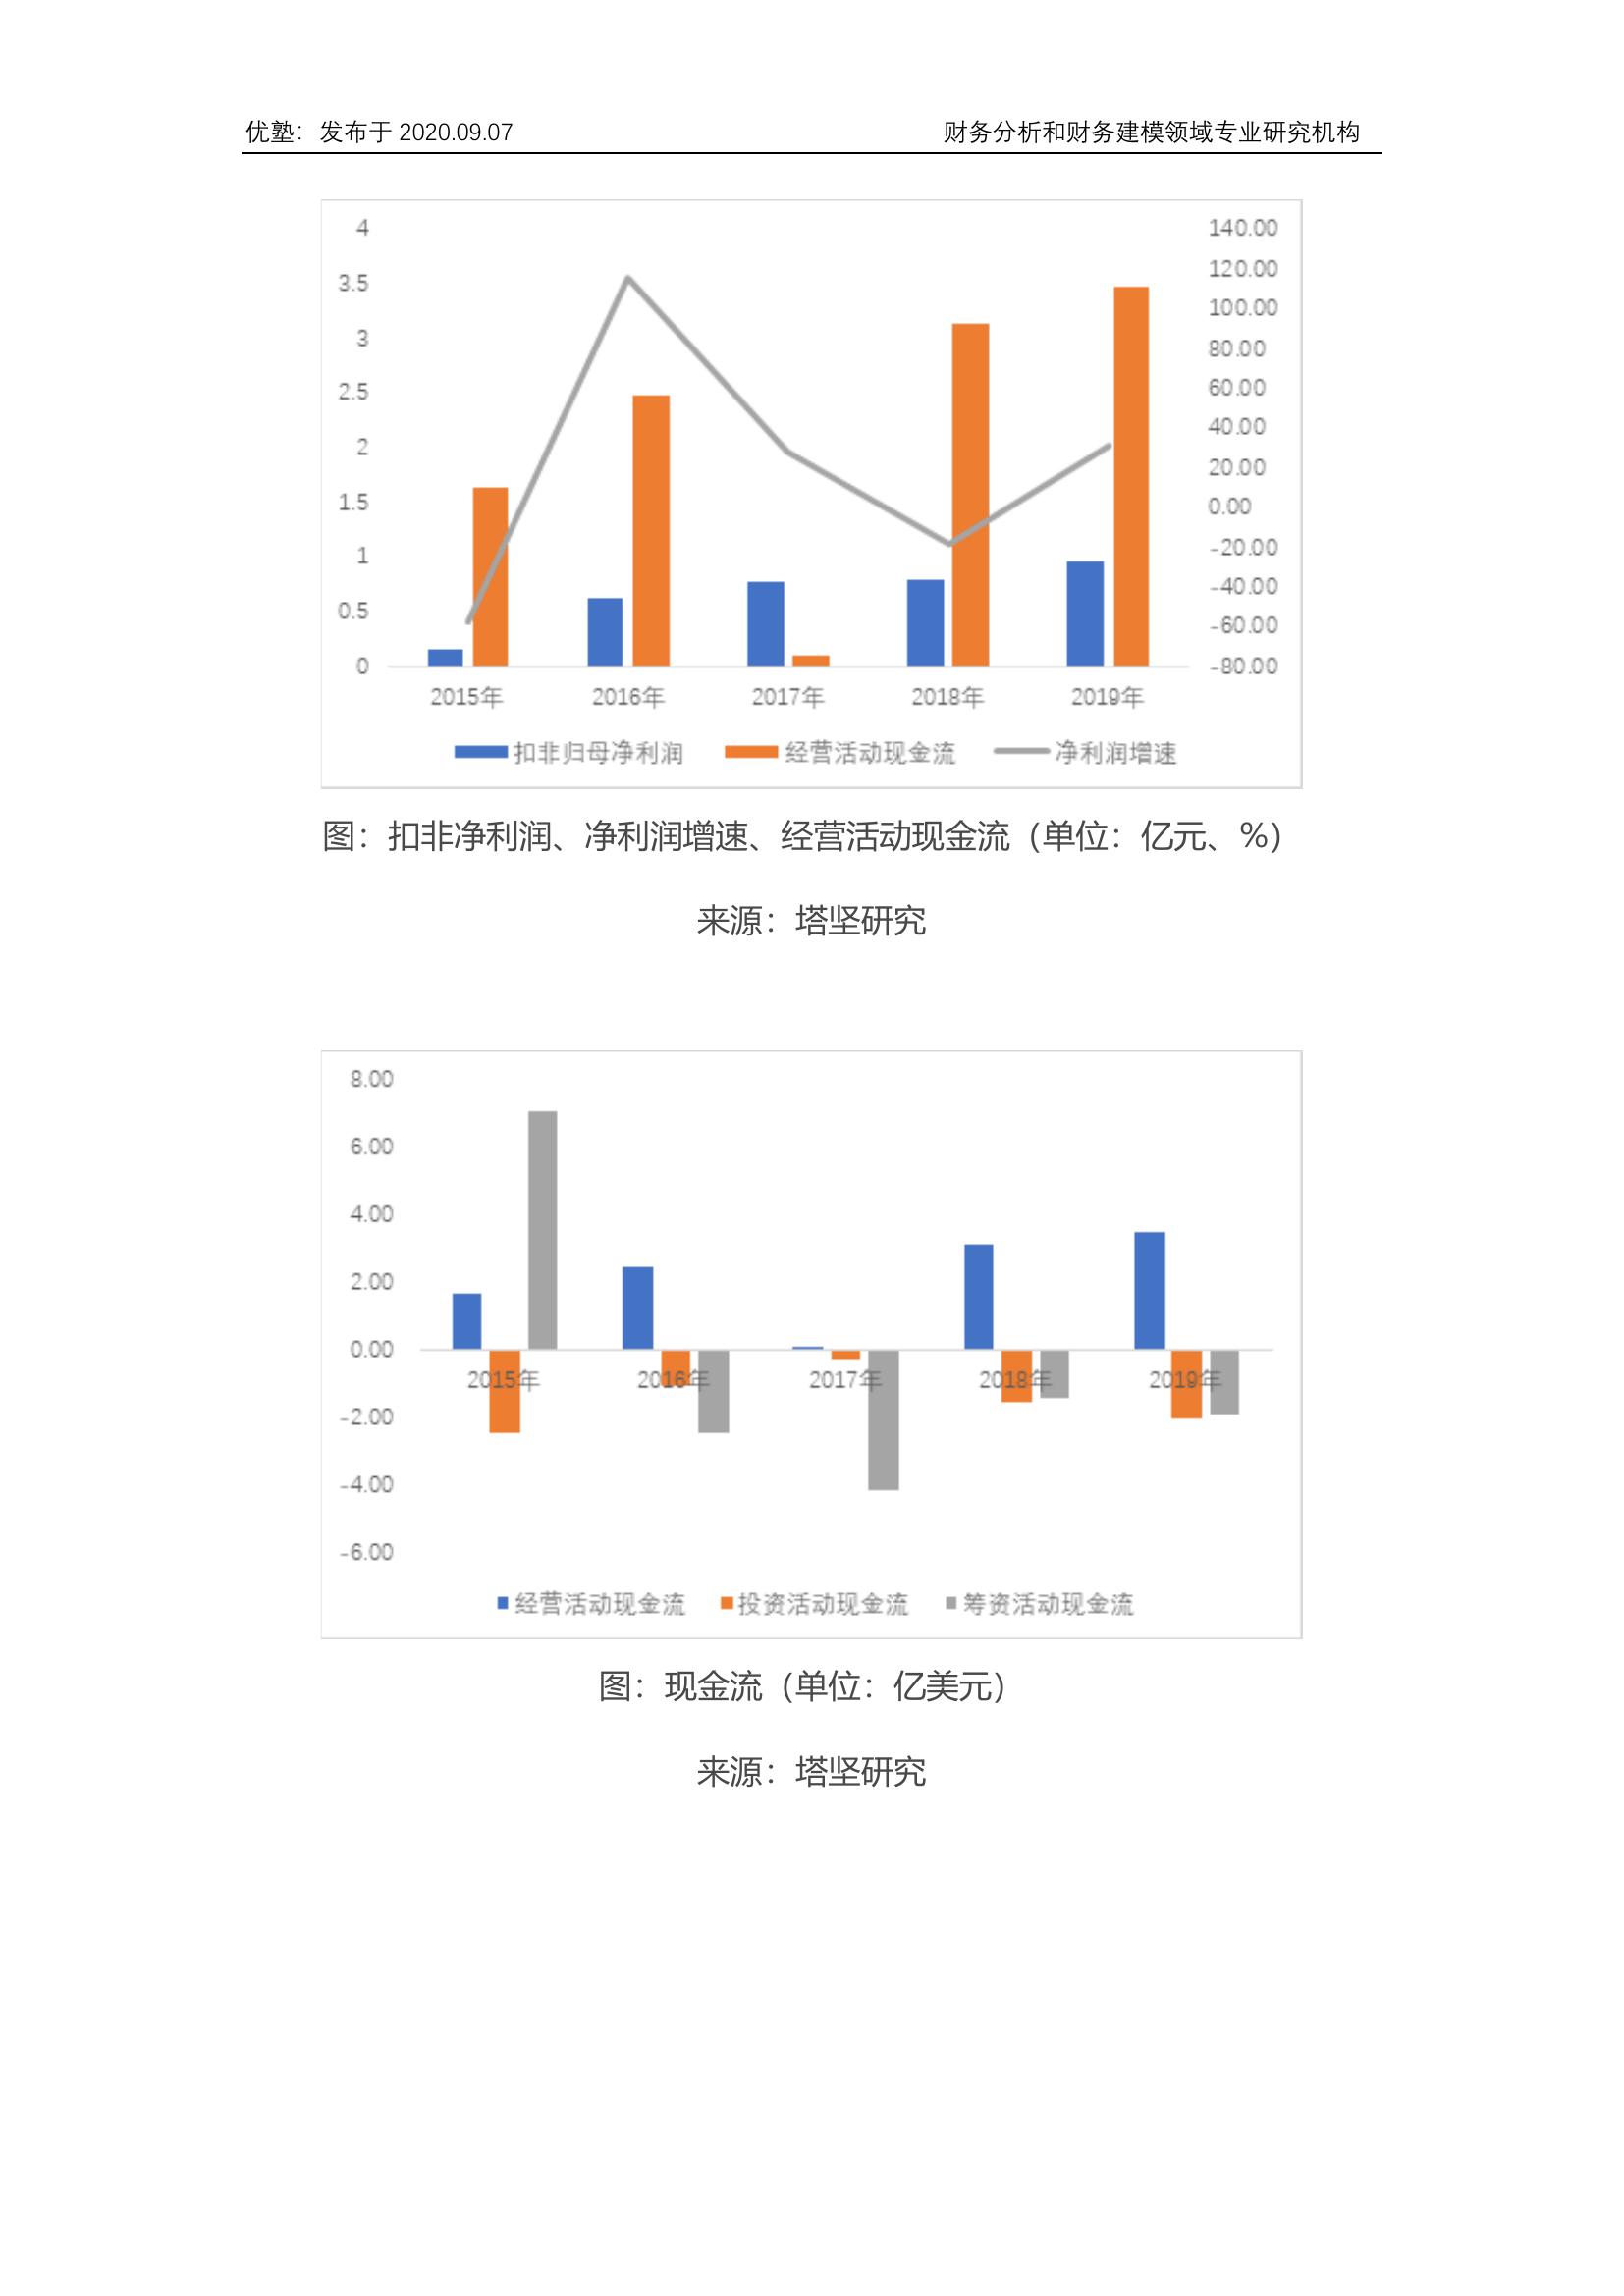 优塾：发布于 2020.09.07 财务分析和财务建模领域专业研究机构
4 140.00
3.5 120.00
3 100.00
2.5 80.00
2 60.00
1.5 40.00
1 20.00
0.5 0.00
0 -20.00
-40.00
-60.00
-80.00
2015年 2016年 2017年 2018年 2019年
扣非归母净利润 经营活动现金流 净利润增速
图：扣非净利润、净利润增速、经营活动现金流（单位：亿元、%）
来源：塔坚研究
8.00
6.00
4.00
2.00
0.00
2015年 2016年 2017年 2018年 2019年
-2.00
-4.00
-6.00
经营活动现金流 投资活动现金流 筹资活动现金流
图：现金流（单位：亿美元）
来源：塔坚研究